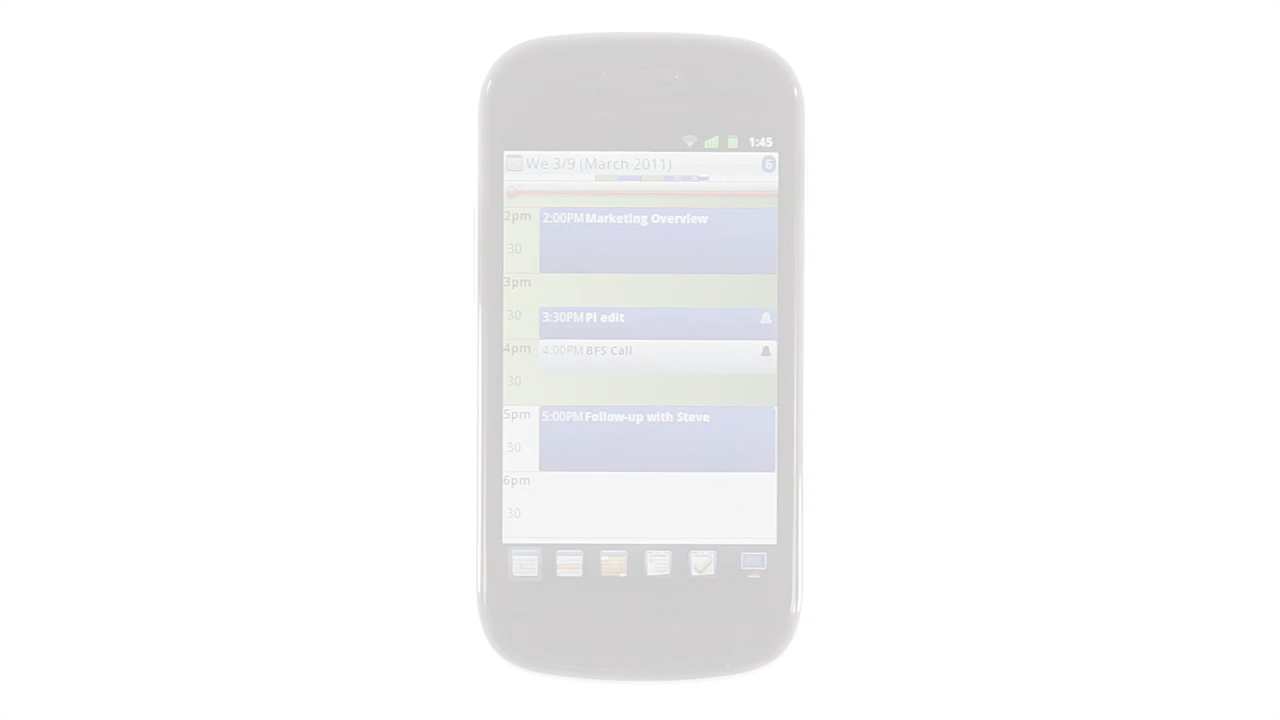 1:45
We 3/9 (March 2011) 6
2pm 2:00PM Marketing Overview
30
3pm
30 3:30PM Pi edit
4pm 4:00PM BFS Call
30
5pm 5:00PM Follow-up with Steve
30
6pm
30